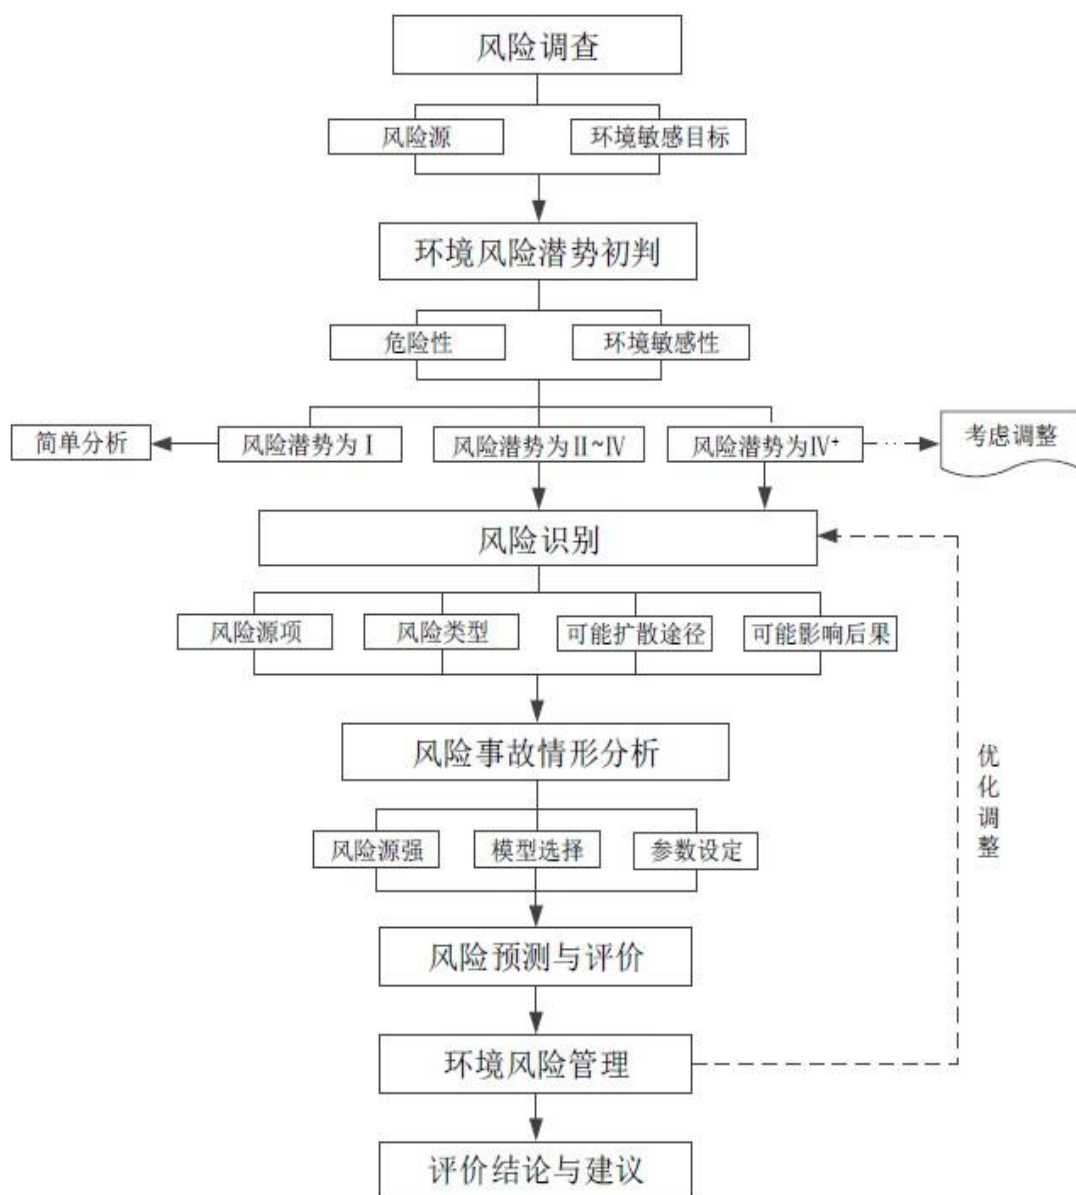 风险调查
风险源
环境敏感目标
环境风险潜势初判
危险性
环境敏感性
简单分析
风险潜势为Ⅰ
风险潜势为Ⅱ~Ⅳ
风险潜势为Ⅳ⁺
考虑调整
风险识别
风险源项
风险类型
可能扩散途径
可能影响后果
风险事故情形分析
优化调整
风险源强
模型选择
参数设定
风险预测与评价
环境风险管理
评价结论与建议